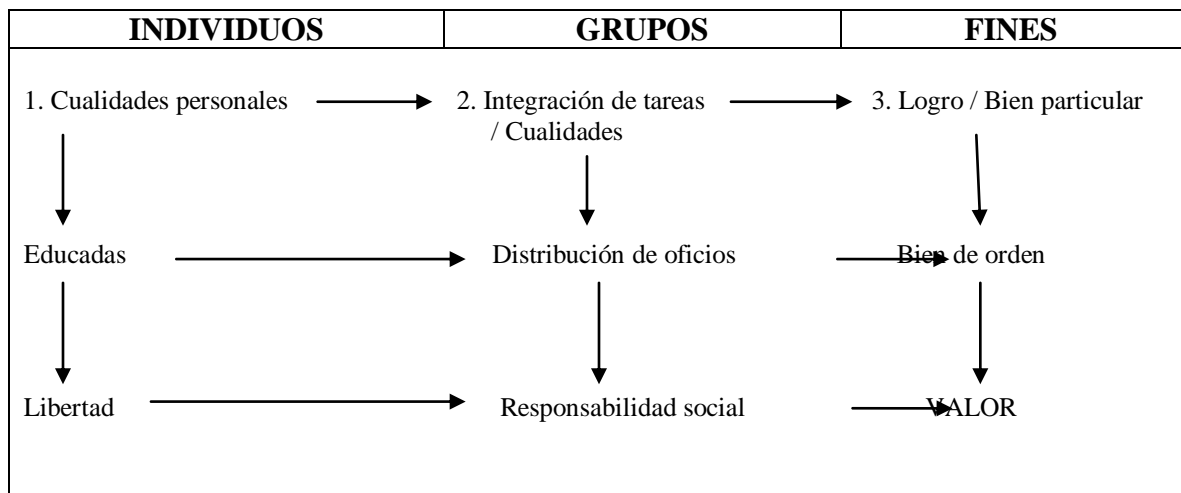 INDIVIDUOS GRUPOS FINES
1. Cualidades personales 2. Integración de tareas 3. Logro / Bien particular
/ Cualidades
Educadas Distribución de oficios Bien de orden
Libertad Responsabilidad social VALOR